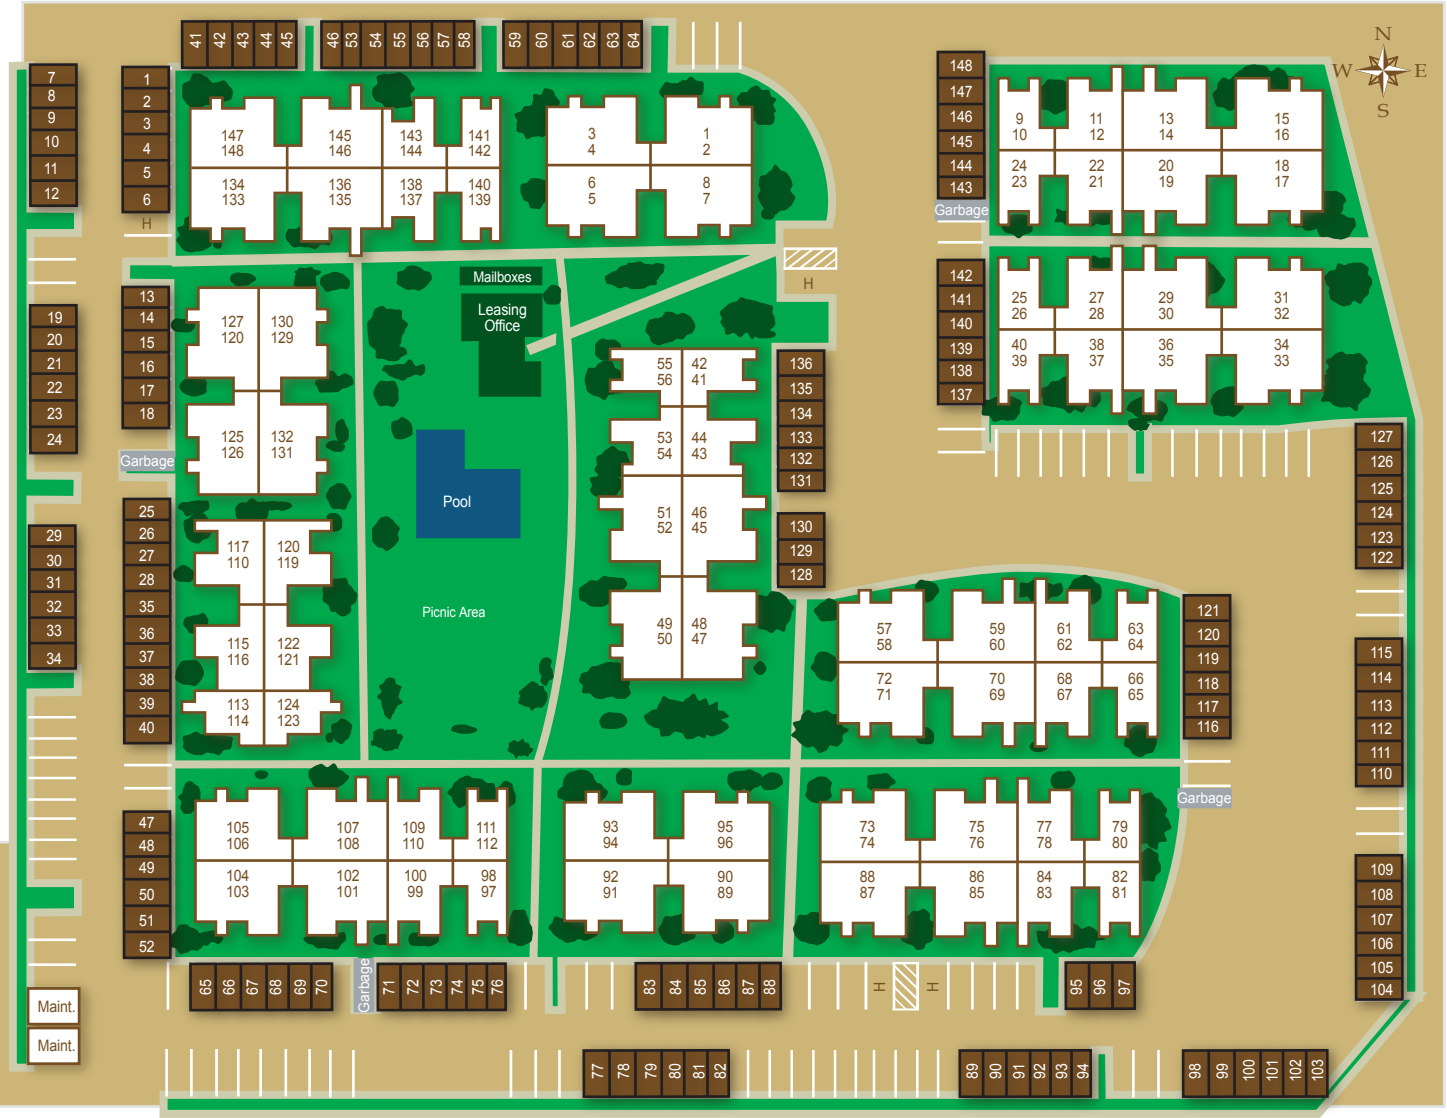 41 42 43 44 45
46 53 54 55 56 57 58
59 60 61 62 63 64
N
W E
S
7
8
9
10
11
12
1
2
3
4
5
6
H
147 145 143 141
148 146 144 142
134 136 138 140
133 135 137 139
3 1
4 2
6 8
5 7
148
147
146
145
144
143
Garbage
9 11 13 15
10 12 14 16
24 22 20 18
23 21 19 17
142
141
140
139
138
137
25 27 29 31
26 28 30 32
40 38 36 34
39 37 35 33
H
Mailboxes
Leasing
Office
13
14
15
16
17
18
Garbage
19
20
21
22
23
24
127 130
120 129
125 132
126 131
55 42
56 41
53 44
54 43
51 46
52 45
49 48
50 47
136
135
134
133
132
131
130
129
128
Pool
Picnic Area
127
126
125
124
123
122
25
26
27
28
35
36
37
38
39
40
29
30
31
32
33
34
117 120
110 119
115 122
116 121
113 124
114 123
57 59 61 63
58 60 62 64
72 70 68 66
71 69 67 65
121
120
119
118
117
116
Garbage
115
114
113
112
111
110
47
48
49
50
51
52
105 107 109 111
106 108 110 112
104 102 100 98
103 101 99 97
93 95
94 96
92 90
91 89
73 75 77 79
74 76 78 80
88 86 84 82
87 85 83 81
109
108
107
106
105
104
65 66 67 68 69 70
Garbage
71 72 73 74 75 76
83 84 85 86 87 88
H H
95 96 97
Maint.
Maint.
77 78 79 80 81 82
89 90 91 92 93 94
98 99 100 101 102 103